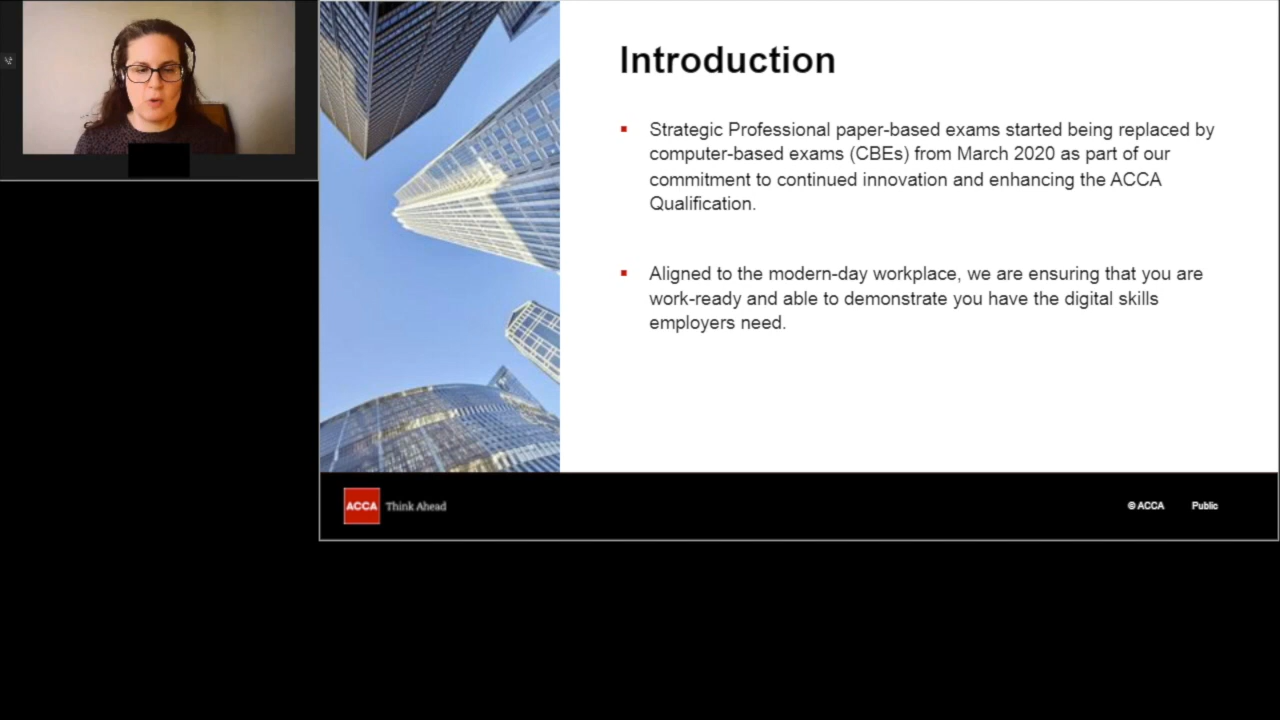 Introduction
Strategic Professional paper-based exams started being replaced by
computer-based exams (CBEs) from March 2020 as part of our
commitment to continued innovation and enhancing the ACCA
Qualification.
Aligned to the modern-day workplace, we are ensuring that you are
work-ready and able to demonstrate you have the digital skills
employers need.
ACCA Think Ahead
© ACCA Public